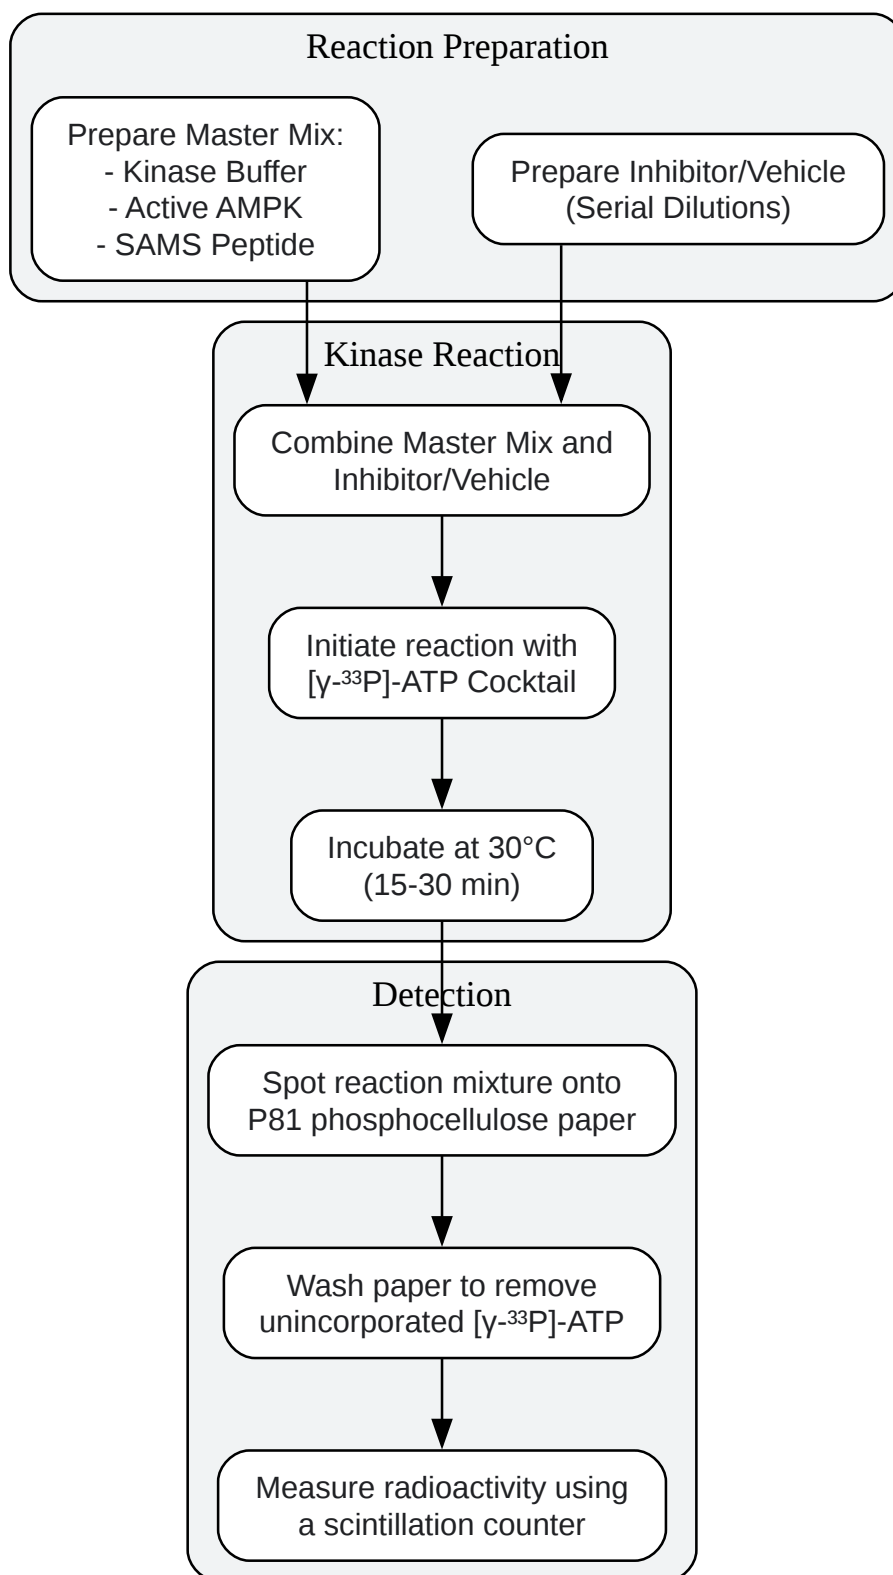 Reaction Preparation
Prepare Master Mix:
- Kinase Buffer
- Active AMPK
- SAMS Peptide
Prepare Inhibitor/Vehicle
(Serial Dilutions)
Kinase Reaction
Combine Master Mix and
Inhibitor/Vehicle
Initiate reaction with
[γ-³³P]-ATP Cocktail
Incubate at 30°C
(15-30 min)
Detection
Spot reaction mixture onto
P81 phosphocellulose paper
Wash paper to remove
unincorporated [γ-³³P]-ATP
Measure radioactivity using
a scintillation counter